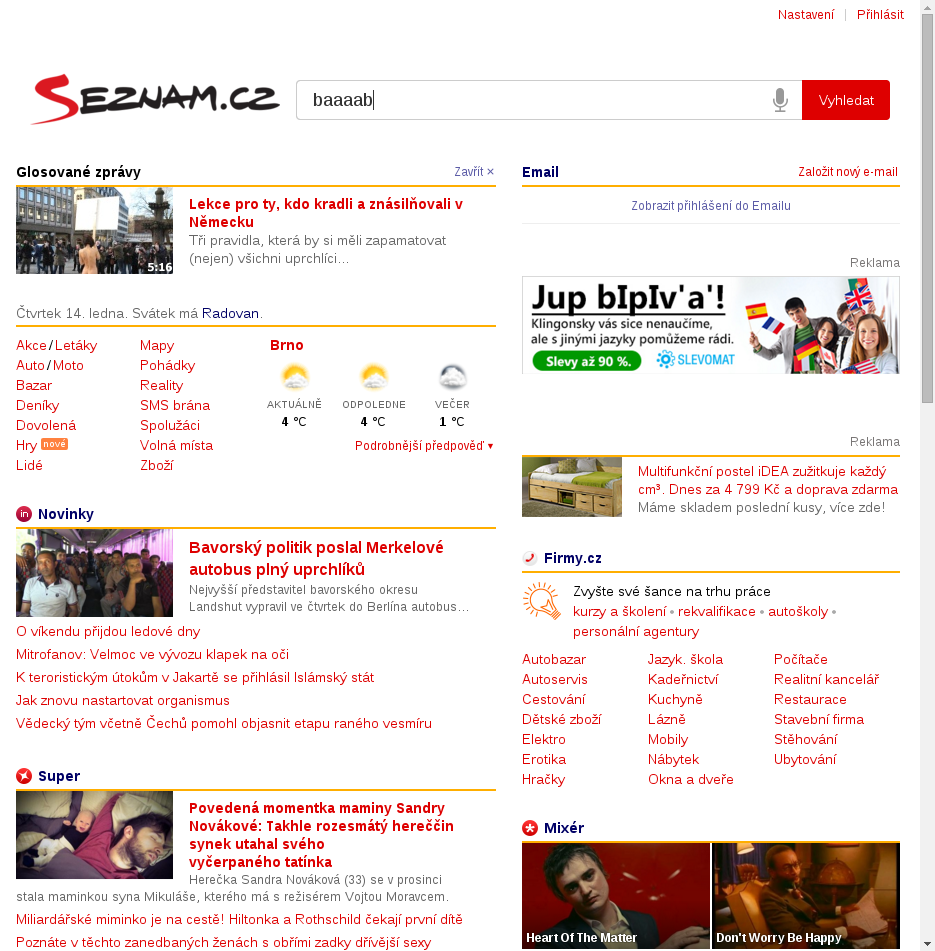 Nastavení
Přihlásit
SEZNAM.CZ
baaaab
Vyhledat
Glosované zprávy
Zavřít ×
5:16
Lekce pro ty, kdo kradli a znásilňovali v
Německu
Tři pravidla, která by si měli zapamatovat
(nejen) všichni uprchlíci...
Čtvrtek 14. ledna. Svátek má Radovan.
Akce/Letáky
Auto/Moto
Bazar
Deníky
Dovolená
Hry nové
Lidé
Mapy
Pohádky
Reality
SMS brána
Spolužáci
Volná místa
Zboží
Brno
AKTUÁLNĚ
4 °C
ODPOLEDNE
4 °C
VEČER
1 °C
Podrobnější předpověď ▾
in Novinky
Bavorský politik poslal Merkelové
autobus plný uprchlíků
Nejvyšší představitel bavorského okresu
Landshut vypravil ve čtvrtek do Berlína autobus...
O víkendu přijdou ledové dny
Mitrofanov: Velmoc ve vývozu klapek na oči
K teroristickým útokům v Jakartě se přihlásil Islámský stát
Jak znovu nastartovat organismus
Vědecký tým včetně Čechů pomohl objasnit etapu raného vesmíru
Super
Povedená momentka maminy Sandry
Novákové: Takhle rozesmátý hereččin
synek utahal svého
vyčerpaného tatínka
Herečka Sandra Nováková (33) se v prosinci
stala maminkou syna Mikuláše, kterého má s režisérem Vojtou Moravcem.
Miliardářské miminko je na cestě! Hiltonka a Rothschild čekají první dítě
Poznáte v těchto zanedbaných ženách s obřími zadky dřívější sexy
Email
Založit nový e-mail
Zobrazit přihlášení do Emailu
Reklama
Jup bIpIv'a'!
Klingonsky vás sice nenaučíme,
ale s jinými jazyky pomůžeme rádi.
Slevy až 90 %.
SLEVOMAT
Reklama
Multifunkční postel iDEA zužitkuje každý
cm³. Dnes za 4 799 Kč a doprava zdarma
Máme skladem poslední kusy, více zde!
Firmy.cz
Zvyšte své šance na trhu práce
kurzy a školení • rekvalifikace • autoškoly •
personální agentury
Autobazar
Autoservis
Cestování
Dětské zboží
Elektro
Erotika
Hračky
Jazyk. škola
Kadeřnictví
Kuchyně
Lázně
Mobily
Nábytek
Okna a dveře
Počítače
Realitní kancelář
Restaurace
Stavební firma
Stěhování
Ubytování
Mixér
Heart Of The Matter
Don't Worry Be Happy